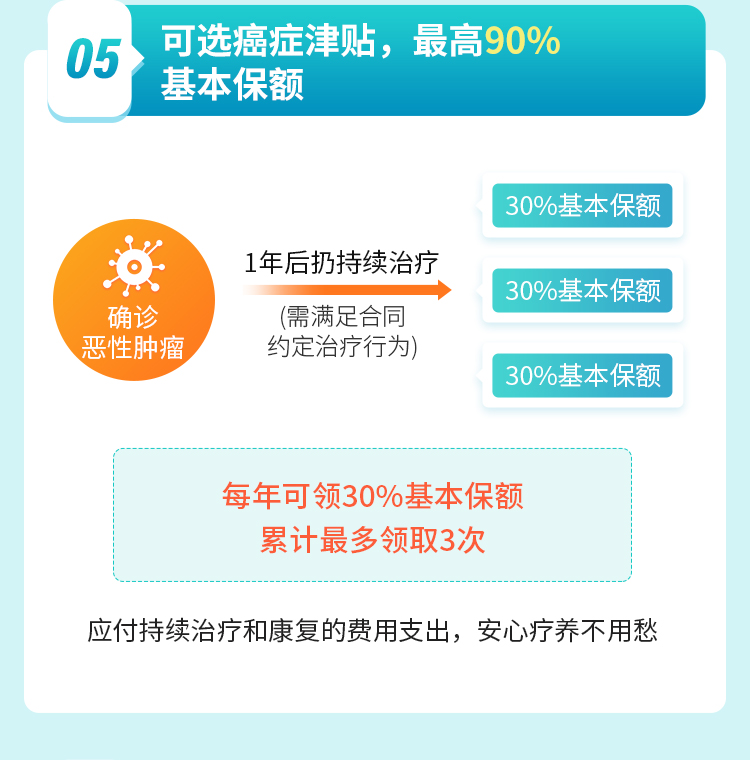 05
可选癌症津贴，最高90%
基本保额
确诊
恶性肿瘤
1年后扔持续治疗
(需满足合同
约定治疗行为)
30%基本保额
30%基本保额
30%基本保额
每年可领30%基本保额
累计最多领取3次
应付持续治疗和康复的费用支出，安心疗养不用愁